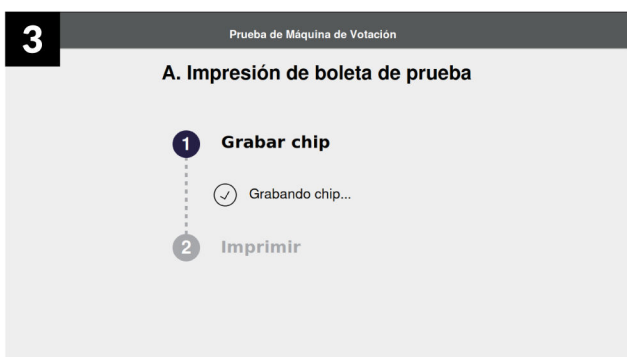 3
Prueba de Máquina de Votación
A. Impresión de boleta de prueba
1 Grabar chip
Grabando chip...
2 Imprimir